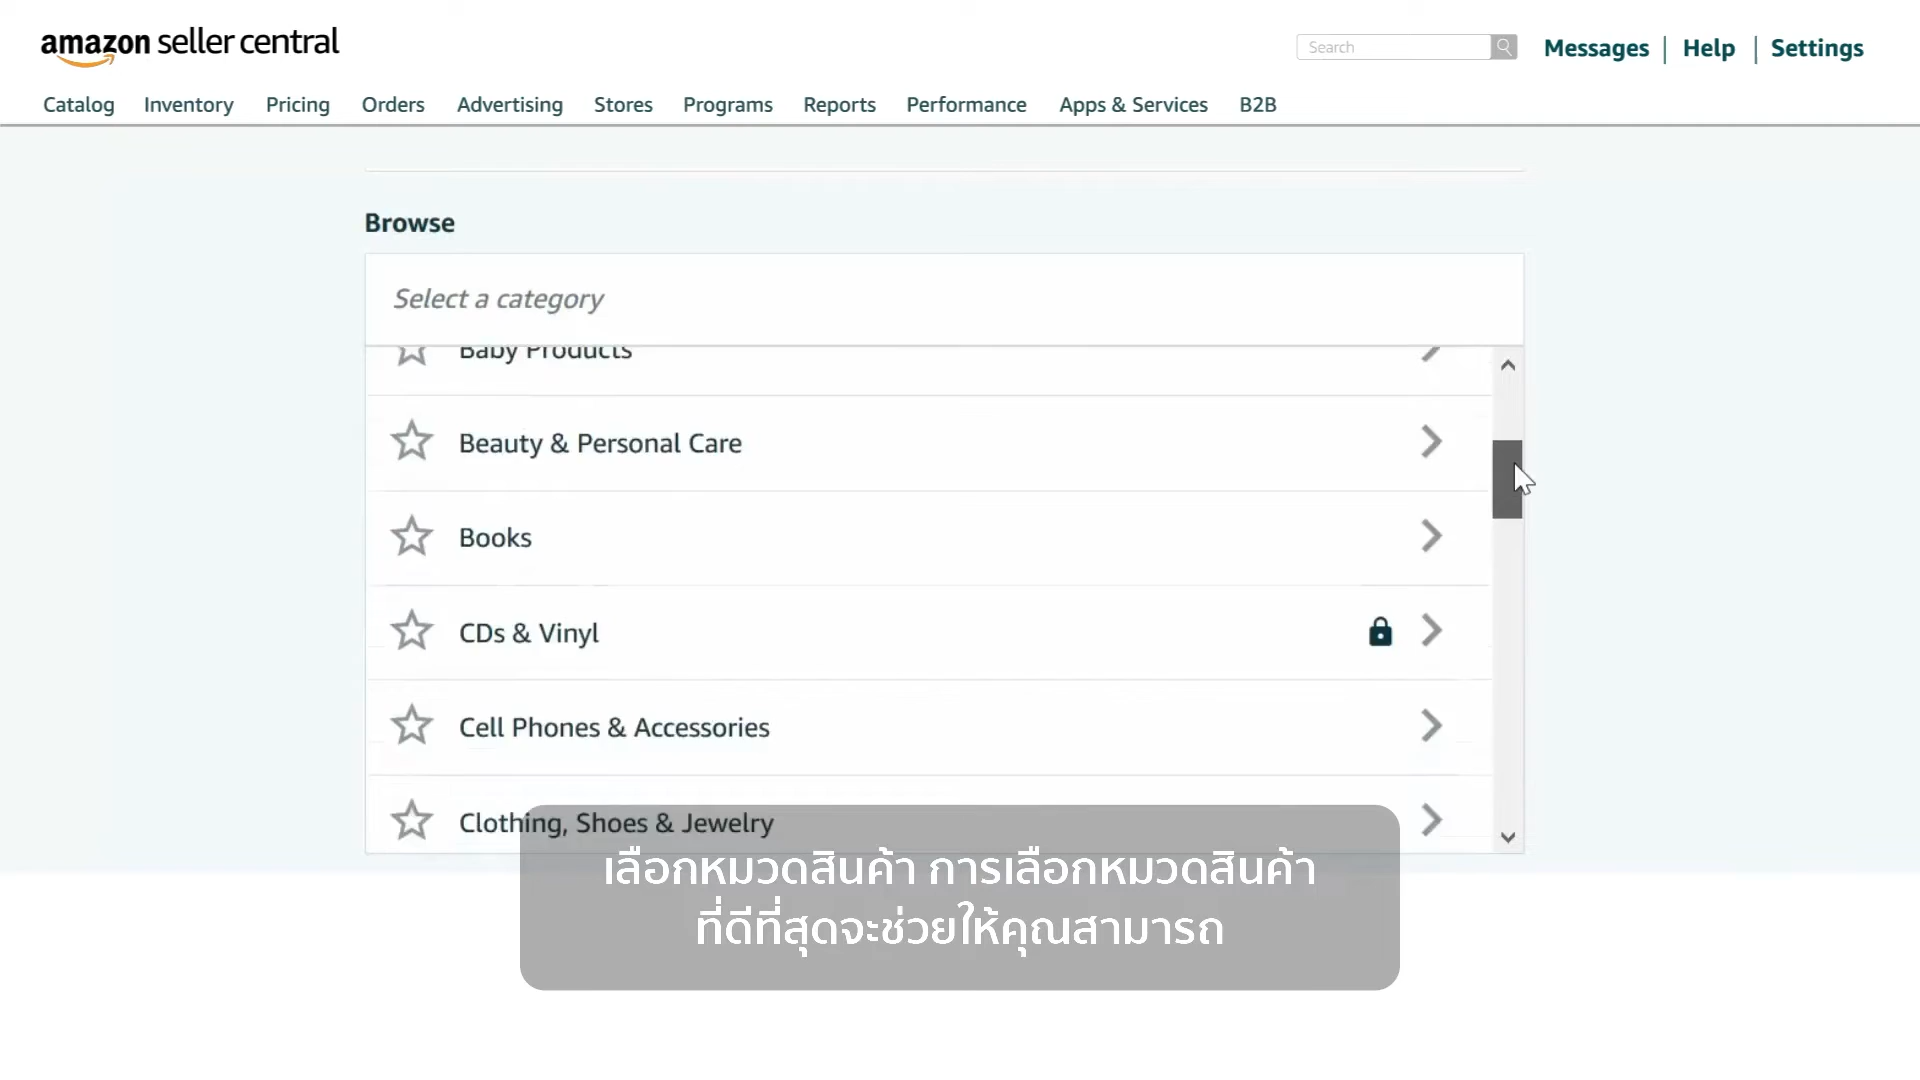 amazon seller central
Search
Messages | Help | Settings
Catalog Inventory Pricing Orders Advertising Stores Programs Reports Performance Apps & Services B2B
Browse
Select a category
Baby Products
Beauty & Personal Care
Books
CDs & Vinyl
Cell Phones & Accessories
Clothing, Shoes & Jewelry
เลือกหมวดสินค้า การเลือกหมวดสินค้า
ที่ดีที่สุดจะช่วยให้คุณสามารถ